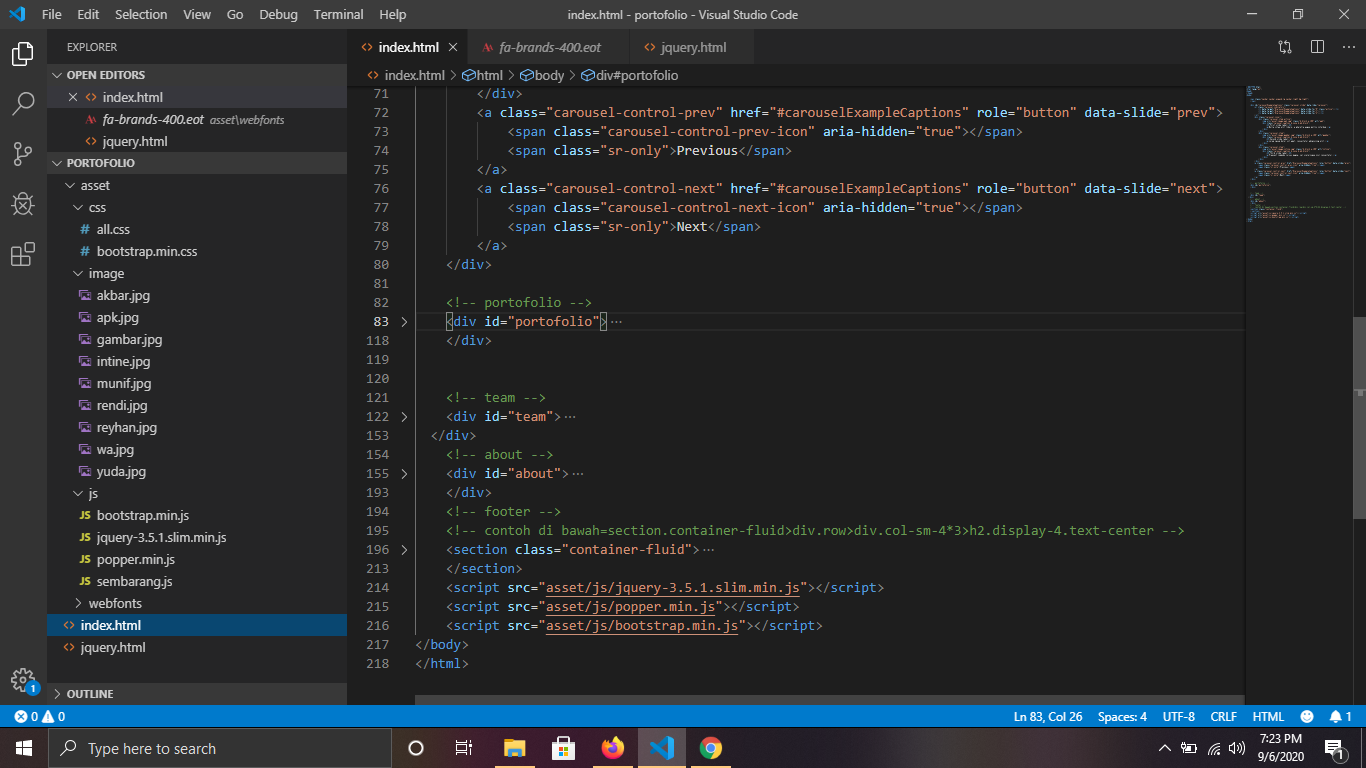 File Edit Selection View Go Debug Terminal Help
index.html - portofolio - Visual Studio Code
EXPLORER
OPEN EDITORS
index.html
fa-brands-400.eot asset\webfonts
jquery.html
PORTOFOLIO
asset
css
# all.css
# bootstrap.min.css
image
akbar.jpg
apk.jpg
gambar.jpg
intine.jpg
munif.jpg
rendi.jpg
reyhan.jpg
wa.jpg
yuda.jpg
js
JS bootstrap.min.js
JS jquery-3.5.1.slim.min.js
JS popper.min.js
JS sembarang.js
webfonts
index.html
jquery.html
OUTLINE
index.html fa-brands-400.eot jquery.html
index.html > html > body > div#portofolio
71 </div>
72 <a class="carousel-control-prev" href="#carouselExampleCaptions" role="button" data-slide="prev">
73 <span class="carousel-control-prev-icon" aria-hidden="true"></span>
74 <span class="sr-only">Previous</span>
75 </a>
76 <a class="carousel-control-next" href="#carouselExampleCaptions" role="button" data-slide="next">
77 <span class="carousel-control-next-icon" aria-hidden="true"></span>
78 <span class="sr-only">Next</span>
79 </a>
80 </div>
81
82 <!-- portofolio -->
83 <div id="portofolio"> ...
118 </div>
119
120
121 <!-- team -->
122 <div id="team"> ...
153 </div>
154 <!-- about -->
155 <div id="about"> ...
193 </div>
194 <!-- footer -->
195 <!-- contoh di bawah=section.container-fluid>div.row>div.col-sm-4*3>h2.display-4.text-center -->
196 <section class="container-fluid"> ...
213 </section>
214 <script src="asset/js/jquery-3.5.1.slim.min.js"></script>
215 <script src="asset/js/popper.min.js"></script>
216 <script src="asset/js/bootstrap.min.js"></script>
217 </body>
218 </html>
1
0 0 Ln 83, Col 26 Spaces: 4 UTF-8 CRLF HTML 1
Type here to search
7:23 PM
9/6/2020
1